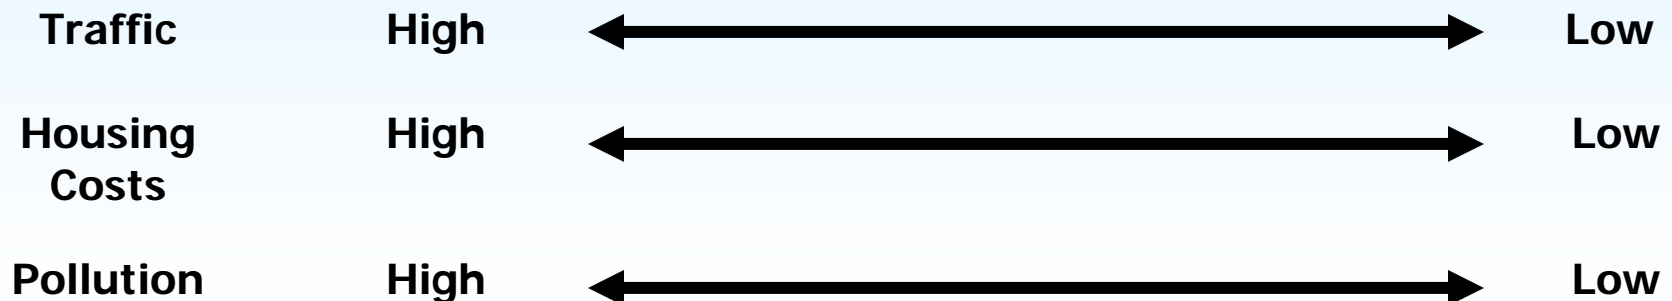 Traffic High Low
Housing High Low
Costs
Pollution High Low